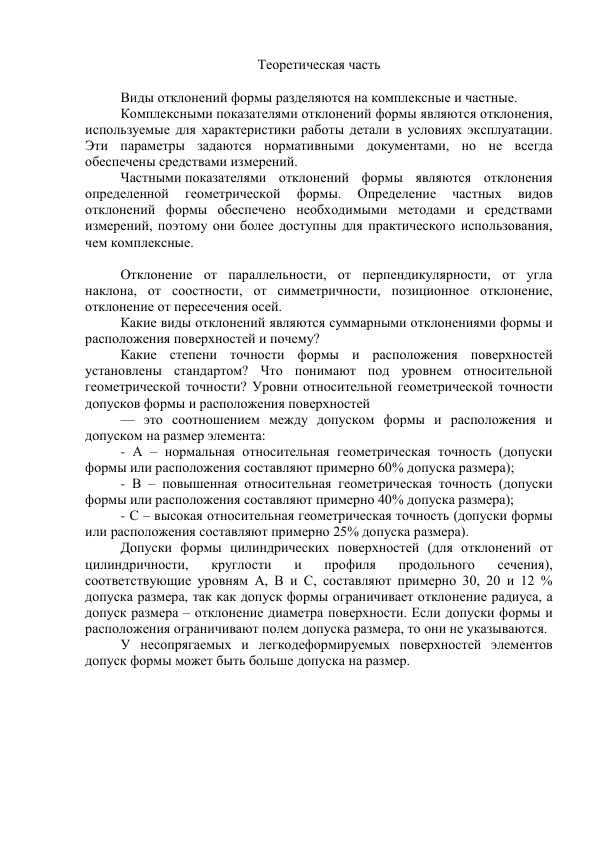 Теоретическая часть
Виды отклонений формы разделяются на комплексные и частные.
Комплексными показателями отклонений формы являются отклонения,
используемые для характеристики работы детали в условиях эксплуатации.
Эти параметры задаются нормативными документами, но не всегда
обеспечены средствами измерений.
Частными показателями отклонений формы являются отклонения
определенной геометрической формы. Определение частных видов
отклонений формы обеспечено необходимыми методами и средствами
измерений, поэтому они более доступны для практического использования,
чем комплексные.
Отклонение от параллельности, от перпендикулярности, от угла
наклона, от соостности, от симметричности, позиционное отклонение,
отклонение от пересечения осей.
Какие виды отклонений являются суммарными отклонениями формы и
расположения поверхностей и почему?
Какие степени точности формы и расположения поверхностей
установлены стандартом? Что понимают под уровнем относительной
геометрической точности? Уровни относительной геометрической точности
допусков формы и расположения поверхностей
— это соотношением между допуском формы и расположения и
допуском на размер элемента:
- А – нормальная относительная геометрическая точность (допуски
формы или расположения составляют примерно 60% допуска размера);
- В – повышенная относительная геометрическая точность (допуски
формы или расположения составляют примерно 40% допуска размера);
- С – высокая относительная геометрическая точность (допуски формы
или расположения составляют примерно 25% допуска размера).
Допуски формы цилиндрических поверхностей (для отклонений от
цилиндричности, круглости и профиля продольного сечения),
соответствующие уровням А, В и С, составляют примерно 30, 20 и 12 %
допуска размера, так как допуск формы ограничивает отклонение радиуса, а
допуск размера – отклонение диаметра поверхности. Если допуски формы и
расположения ограничивают полем допуска размера, то они не указываются.
У несопрягаемых и легкодеформируемых поверхностей элементов
допуск формы может быть больше допуска на размер.